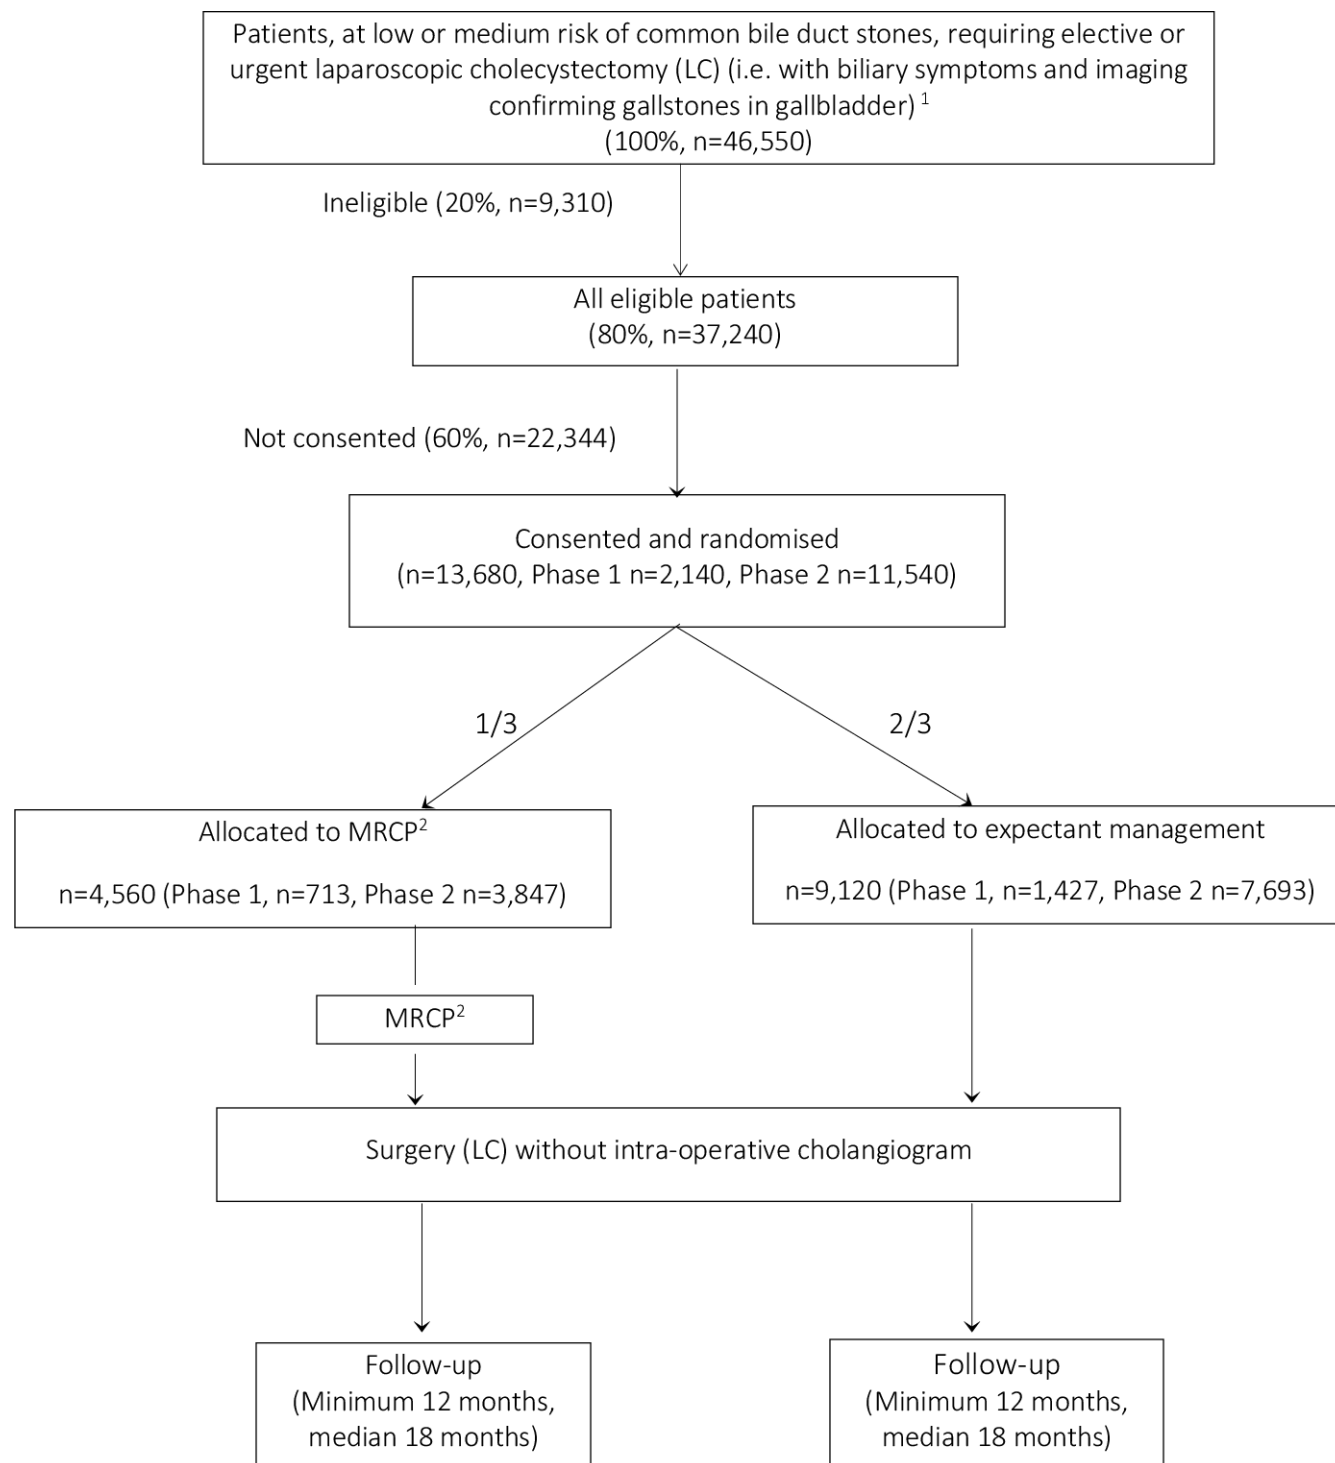 Patients, at low or medium risk of common bile duct stones, requiring elective or
urgent laparoscopic cholecystectomy (LC) (i.e. with biliary symptoms and imaging
confirming gallstones in gallbladder) 1
(100%, n=46,550)
Ineligible (20%, n=9,310)
All eligible patients
(80%, n=37,240)
Not consented (60%, n=22,344)
Consented and randomised
(n=13,680, Phase 1 n=2,140, Phase 2 n=11,540)
1/3
2/3
Allocated to MRCP2
n=4,560 (Phase 1, n=713, Phase 2 n=3,847)
Allocated to expectant management
n=9,120 (Phase 1, n=1,427, Phase 2 n=7,693)
MRCP2
Surgery (LC) without intra-operative cholangiogram
Follow-up
(Minimum 12 months,
median 18 months)
Follow-up
(Minimum 12 months,
median 18 months)